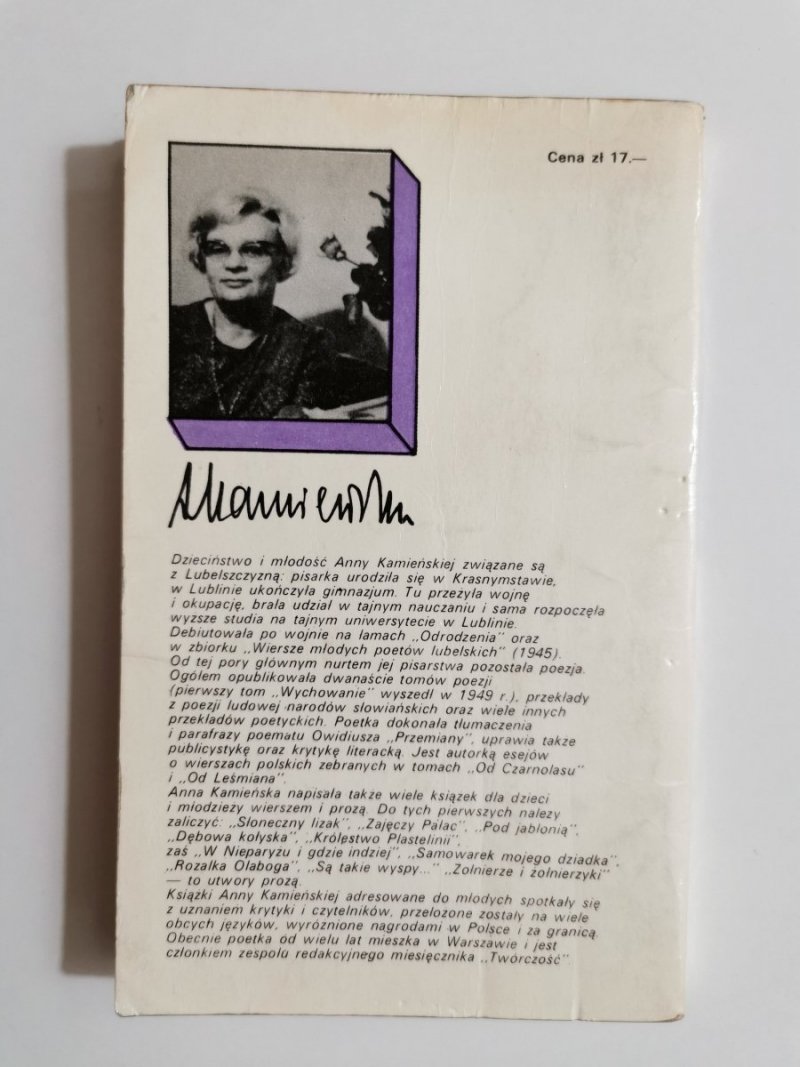 Cena zł 17.—
AKamieńska
Dzieciństwo i młodość Anny Kamieńskiej związane są
z Lubelszczyzną: pisarka urodziła się w Krasnymstawie,
w Lublinie ukończyła gimnazjum. Tu przeżyła wojnę
i okupację, brała udział w tajnym nauczaniu i sama rozpoczęła
wyższe studia na tajnym uniwersytecie w Lublinie.
Debiutowała po wojnie na łamach „Odrodzenia" oraz
w zbiorku „Wiersze młodych poetów lubelskich" (1945).
Od tej pory głównym nurtem jej pisarstwa pozostała poezja.
Ogółem opublikowała dwanaście tomów poezji
(pierwszy tom „Wychowanie" wyszedł w 1949 r.), przekłady
z poezji ludowej narodów słowiańskich oraz wiele innych
przekładów poetyckich. Poetka dokonała tłumaczenia
i parafrazy poematu Owidiusza „Przemiany", uprawia także
publicystykę oraz krytykę literacką. Jest autorką esejów
o wierszach polskich zebranych w tomach „Od Czarnolasu"
i „Od Leśmiana".
Anna Kamieńska napisała także wiele książek dla dzieci
i młodzieży wierszem i prozą. Do tych pierwszych należy
zaliczyć: „Słoneczny lizak", „Zajęczy Pałac", „Pod jabłonią",
„Dębowa kołyska", „Królestwo Plastelinii",
zaś „W Nieparyżu i gdzie indziej", „Samowarek mojego dziadka",
„Rozalka Olaboga", „Są takie wyspy..." „Żołnierze i żołnierzyki"
— to utwory prozą.
Książki Anny Kamieńskiej adresowane do młodych spotkały się
z uznaniem krytyki i czytelników, przełożone zostały na wiele
obcych języków, wyróżnione nagrodami w Polsce i za granicą.
Obecnie poetka od wielu lat mieszka w Warszawie i jest
członkiem zespołu redakcyjnego miesięcznika „Twórczość".